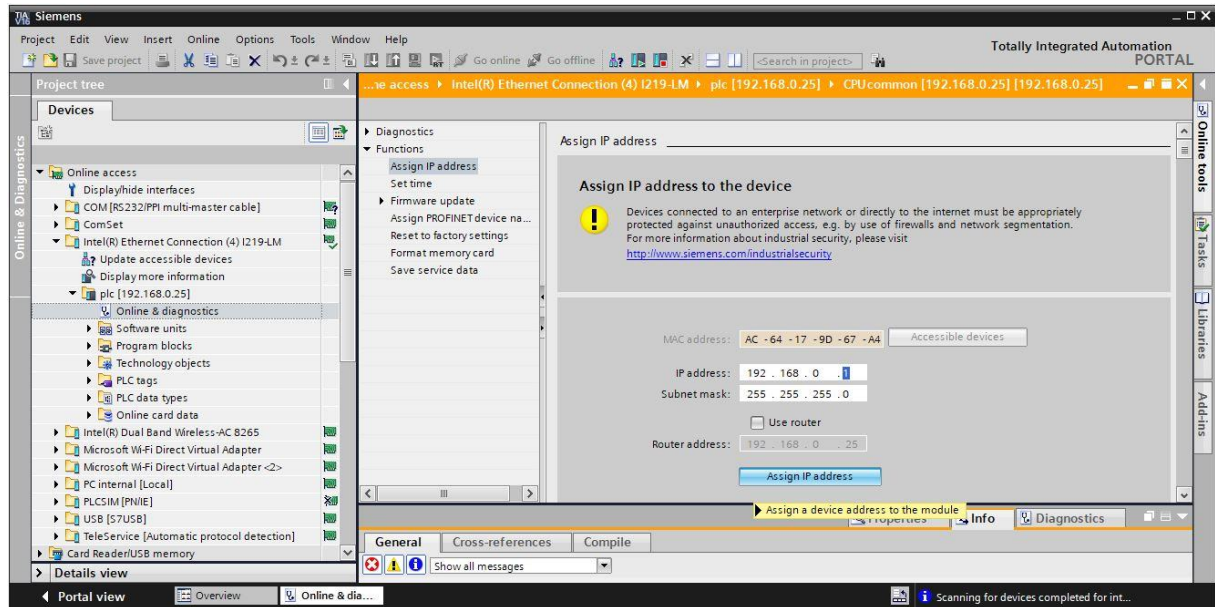 Siemens
Project Edit View Insert Online Options Tools Window Help
Save project Go online Go offline <Search in project>
Totally Integrated Automation
PORTAL
Project tree
...ne access Intel(R) Ethernet Connection (4) I219-LM plc [192.168.0.25] CPUcommon [192.168.0.25] [192.168.0.25]
Devices
Online & Diagnostics
Online access
Display/hide interfaces
COM [RS232/PPI multi-master cable]
ComSet
Intel(R) Ethernet Connection (4) I219-LM
Update accessible devices
Display more information
plc [192.168.0.25]
Online & diagnostics
Software units
Program blocks
Technology objects
PLC tags
PLC data types
Online card data
Intel(R) Dual Band Wireless-AC 8265
Microsoft Wi-Fi Direct Virtual Adapter
Microsoft Wi-Fi Direct Virtual Adapter <2>
PC internal [Local]
PLCSIM [PN/IE]
USB [S7USB]
TeleService [Automatic protocol detection]
Card Reader/USB memory
Details view
Diagnostics
Functions
Assign IP address
Set time
Firmware update
Assign PROFINET device na...
Reset to factory settings
Format memory card
Save service data
Assign IP address
Assign IP address to the device
Devices connected to an enterprise network or directly to the internet must be appropriately
protected against unauthorized access, e.g. by use of firewalls and network segmentation.
For more information about industrial security, please visit
http://www.siemens.com/industrialsecurity
MAC address: AC -64 -17 -9D -67 -A4 Accessible devices
IP address: 192 . 168 . 0 . 1
Subnet mask: 255 . 255 . 255 . 0
Use router
Router address: 192 . 168 . 0 . 25
Assign IP address
Assign a device address to the module
Properties Info Diagnostics
General Cross-references Compile
Show all messages
Online tools
Tasks
Libraries
Add-ins
Portal view Overview Online & dia... Scanning for devices completed for int...